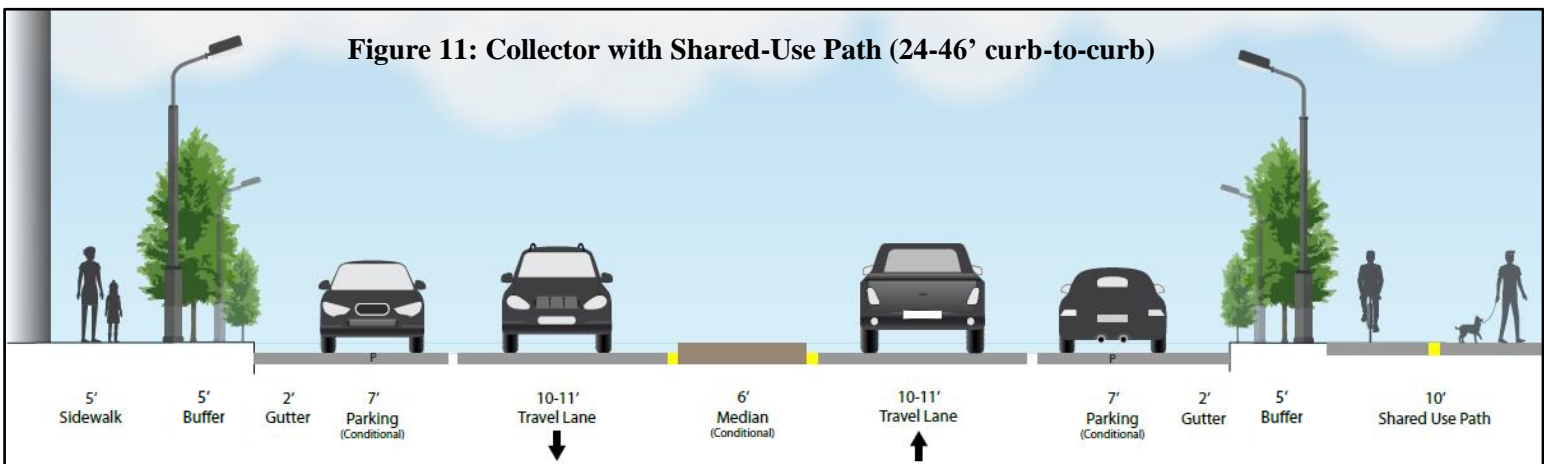 Figure 11: Collector with Shared-Use Path (24-46’ curb-to-curb)
P
P
5′
Sidewalk
5′
Buffer
2′
Gutter
7′
Parking
(Conditional)
10-11′
Travel Lane
6′
Median
(Conditional)
10-11′
Travel Lane
7′
Parking
(Conditional)
2′
Gutter
5′
Buffer
10′
Shared Use Path